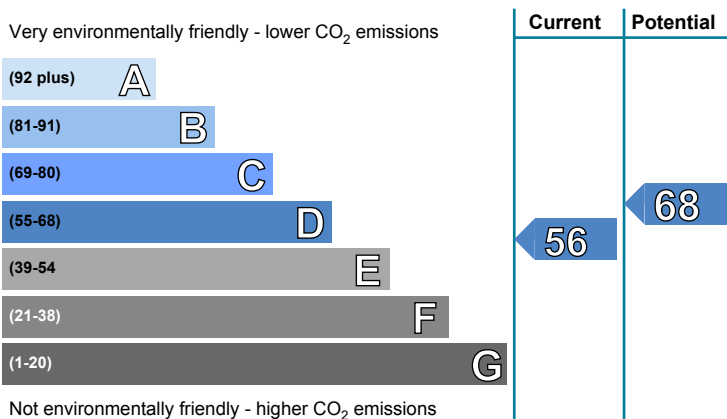 Very environmentally friendly - lower CO2 emissions
Current Potential
(92 plus) A
(81-91) B
(69-80) C
(55-68) D
(39-54 E
(21-38) F
(1-20) G
68
56
Not environmentally friendly - higher CO2 emissions